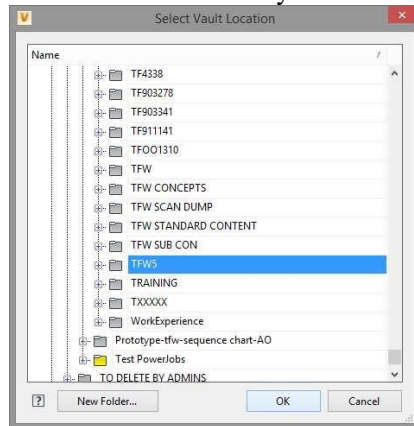 Select Vault Location
Name
TF4338
TF903278
TF903341
TF911141
TFOO1310
TFW
TFW CONCEPTS
TFW SCAN DUMP
TFW STANDARD CONTENT
TFW SUB CON
TFW5
TRAINING
TXXXXX
WorkExperience
Prototype-tfw-sequence chart-AO
Test PowerJobs
TO DELETE BY ADMINS
? New Folder... OK Cancel